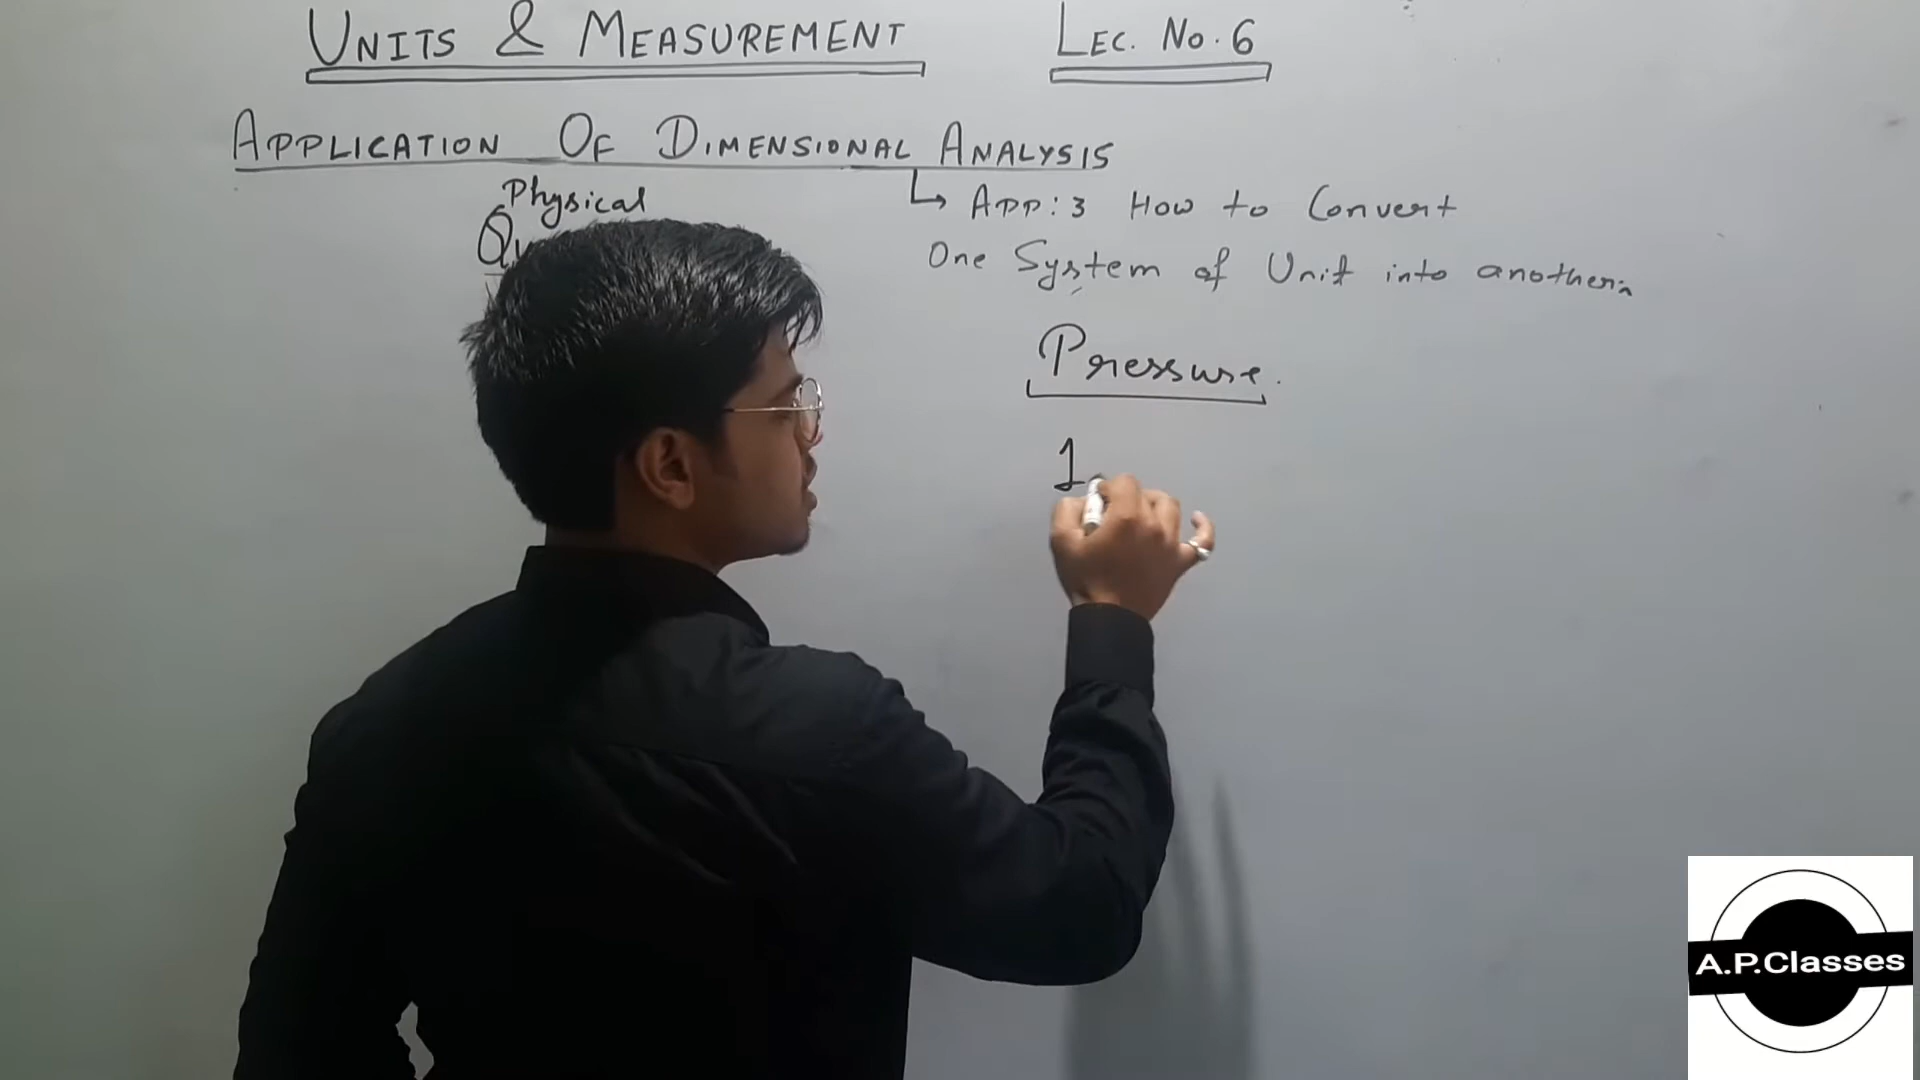 UNITS & MEASUREMENT LEC. No. 6
APPLICATION OF DIMENSIONAL ANALYSIS
Physical
↳ APP: 3 How to Convert
One System of Unit into another:
Pressure.
1
A.P.Classes